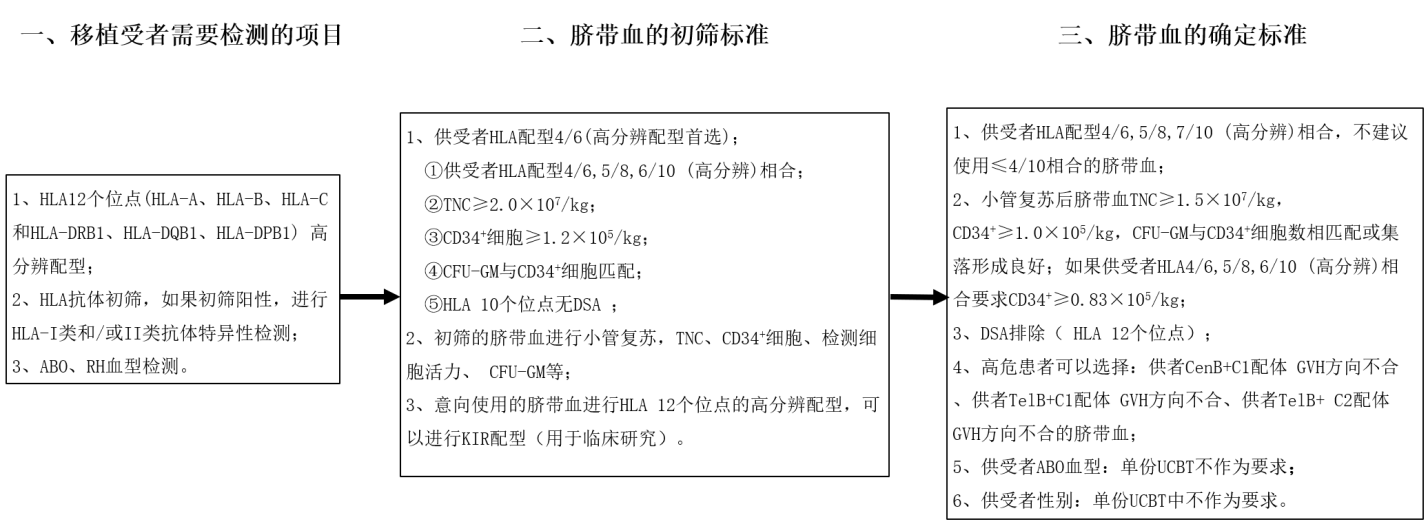 一、移植受者需要检测的项目
1、HLA12个位点(HLA-A、HLA-B、HLA-C
和HLA-DRB1、HLA-DQB1、HLA-DPB1) 高
分辨配型；
2、HLA抗体初筛，如果初筛阳性，进行
HLA-I类和/或II类抗体特异性检测；
3、ABO、RH血型检测。
二、脐带血的初筛标准
1、供受者HLA配型4/6(高分辨配型首选)；
①供受者HLA配型4/6,5/8,6/10 (高分辨)相合；
②TNC≥2.0×10⁷/kg；
③CD34⁺细胞≥1.2×10⁵/kg；
④CFU-GM与CD34⁺细胞匹配；
⑤HLA 10个位点无DSA ；
2、初筛的脐带血进行小管复苏，TNC、CD34⁺细胞、检测细
胞活力、 CFU-GM等；
3、意向使用的脐带血进行HLA 12个位点的高分辨配型，可
以进行KIR配型（用于临床研究）。
三、脐带血的确定标准
1、供受者HLA配型4/6,5/8,7/10 (高分辨)相合，不建议
使用≤4/10相合的脐带血；
2、小管复苏后脐带血TNC≥1.5×10⁷/kg，
CD34⁺≥1.0×10⁵/kg，CFU-GM与CD34⁺细胞数相匹配或集
落形成良好；如果供受者HLA4/6,5/8,6/10 (高分辨)相
合要求CD34⁺≥0.83×10⁵/kg；
3、DSA排除（ HLA 12个位点）；
4、高危患者可以选择：供者CenB+C1配体 GVH方向不合
、供者TelB+C1配体 GVH方向不合、供者TelB+ C2配体
GVH方向不合的脐带血；
5、供受者ABO血型：单份UCBT不作为要求；
6、供受者性别：单份UCBT中不作为要求。